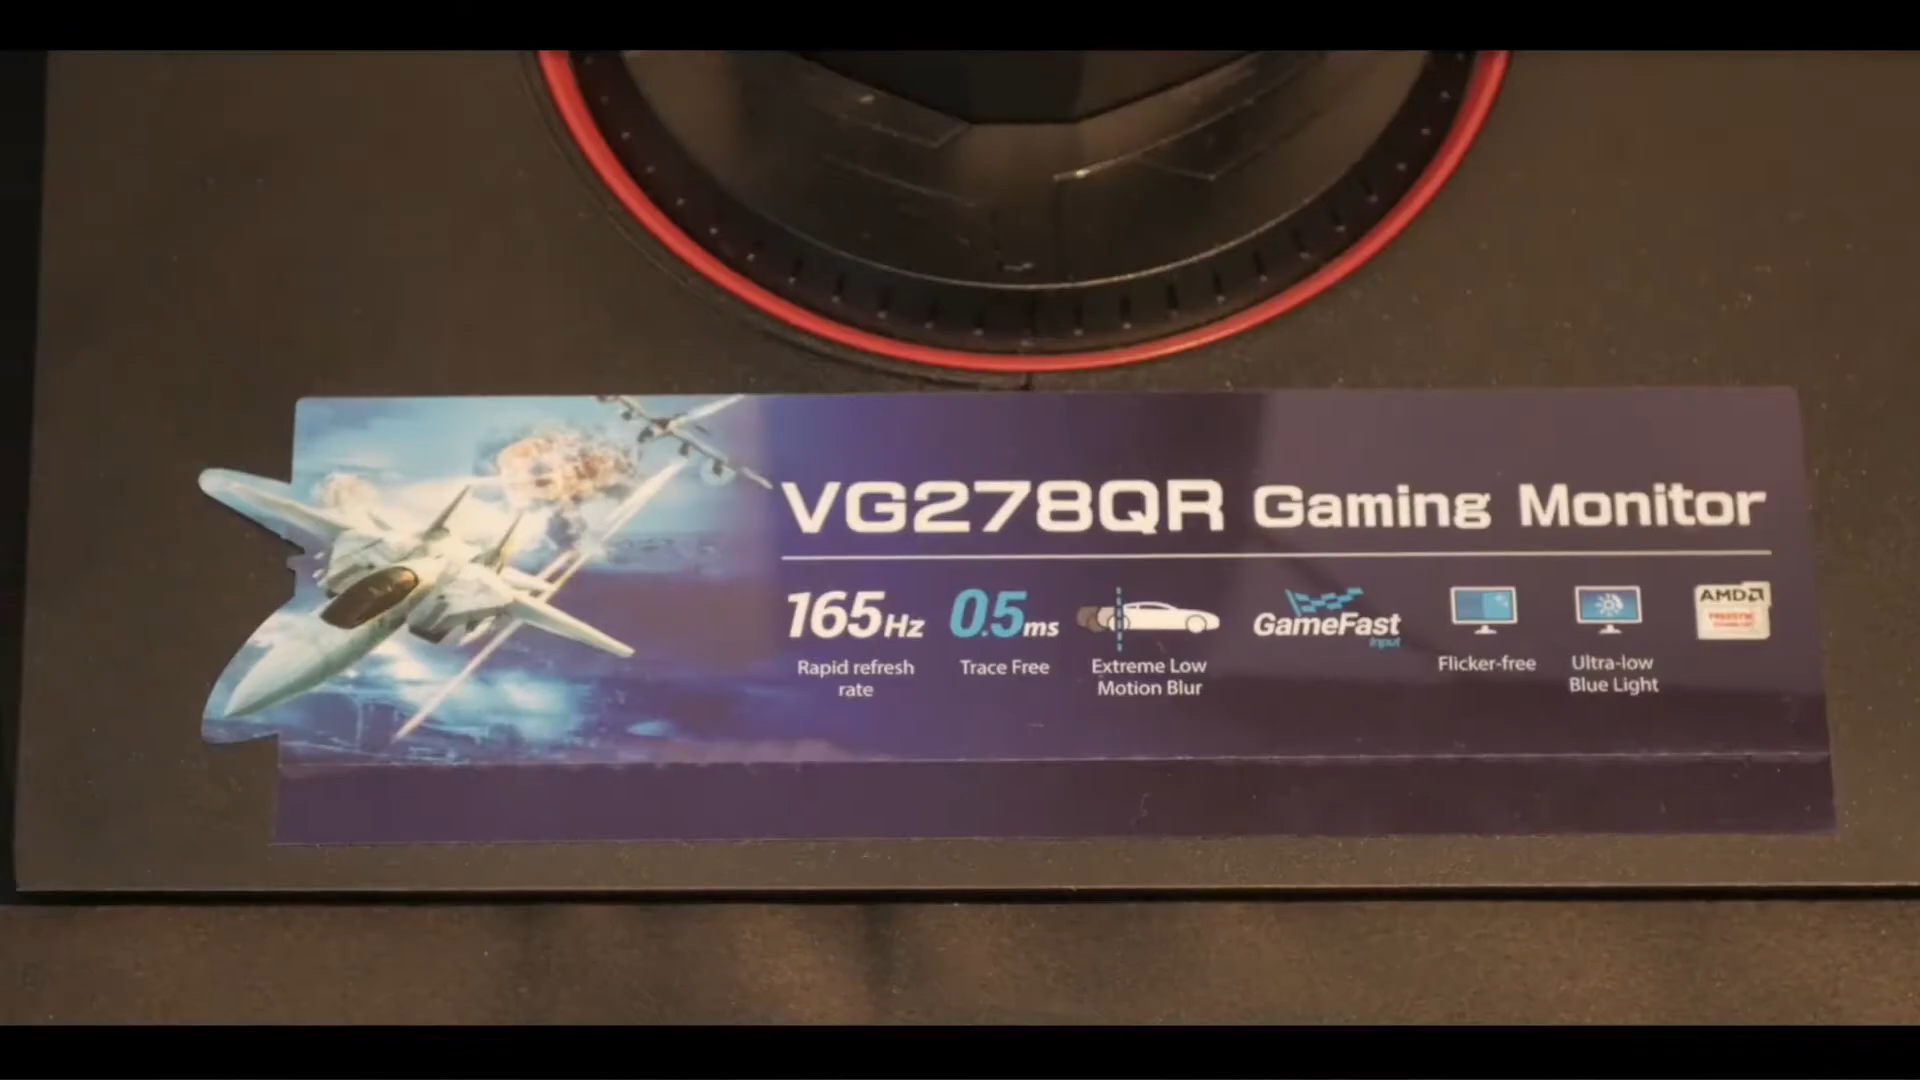 VG278QR Gaming Monitor
165Hz
Rapid refresh
rate
0.5ms
Trace Free
Extreme Low
Motion Blur
GameFast
input
Flicker-free
Ultra-low
Blue Light
AMD